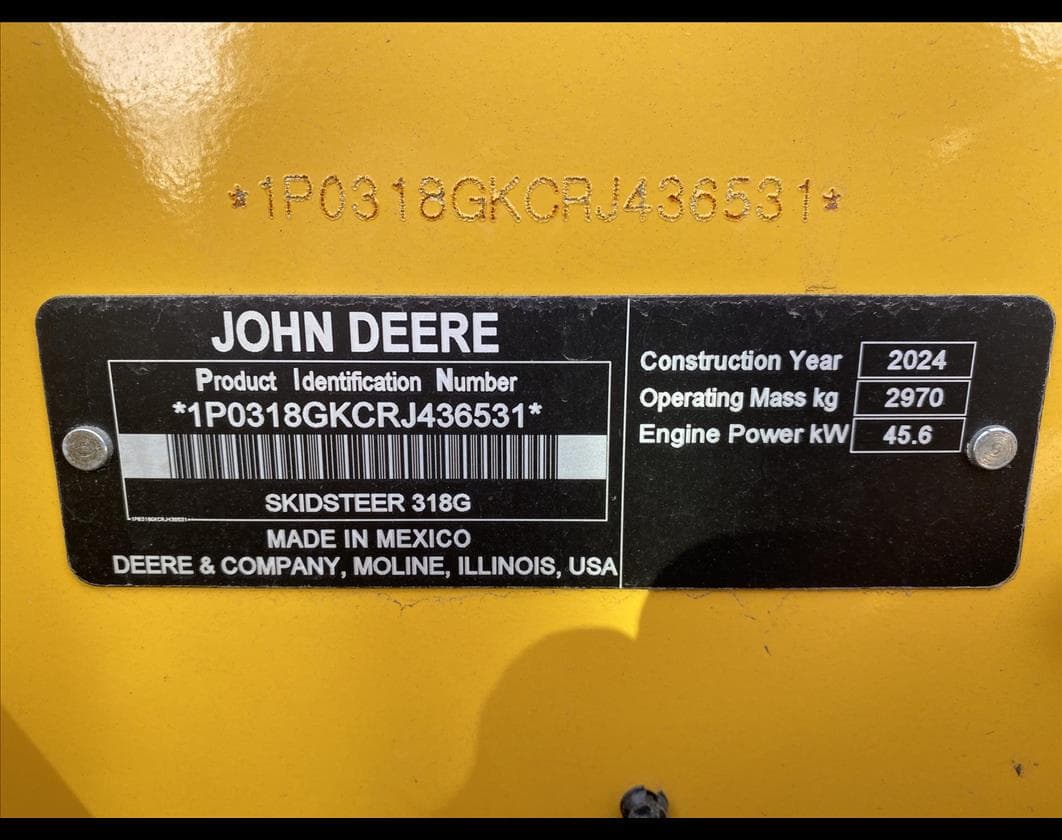 *1P0318GKCRJ436531*
JOHN DEERE
Product Identification Number
*1P0318GKCRJ436531*
SKIDSTEER 318G
*1P0318GKCRJ436531*
MADE IN MEXICO
DEERE & COMPANY, MOLINE, ILLINOIS, USA
Construction Year 2024
Operating Mass kg 2970
Engine Power kW 45.6